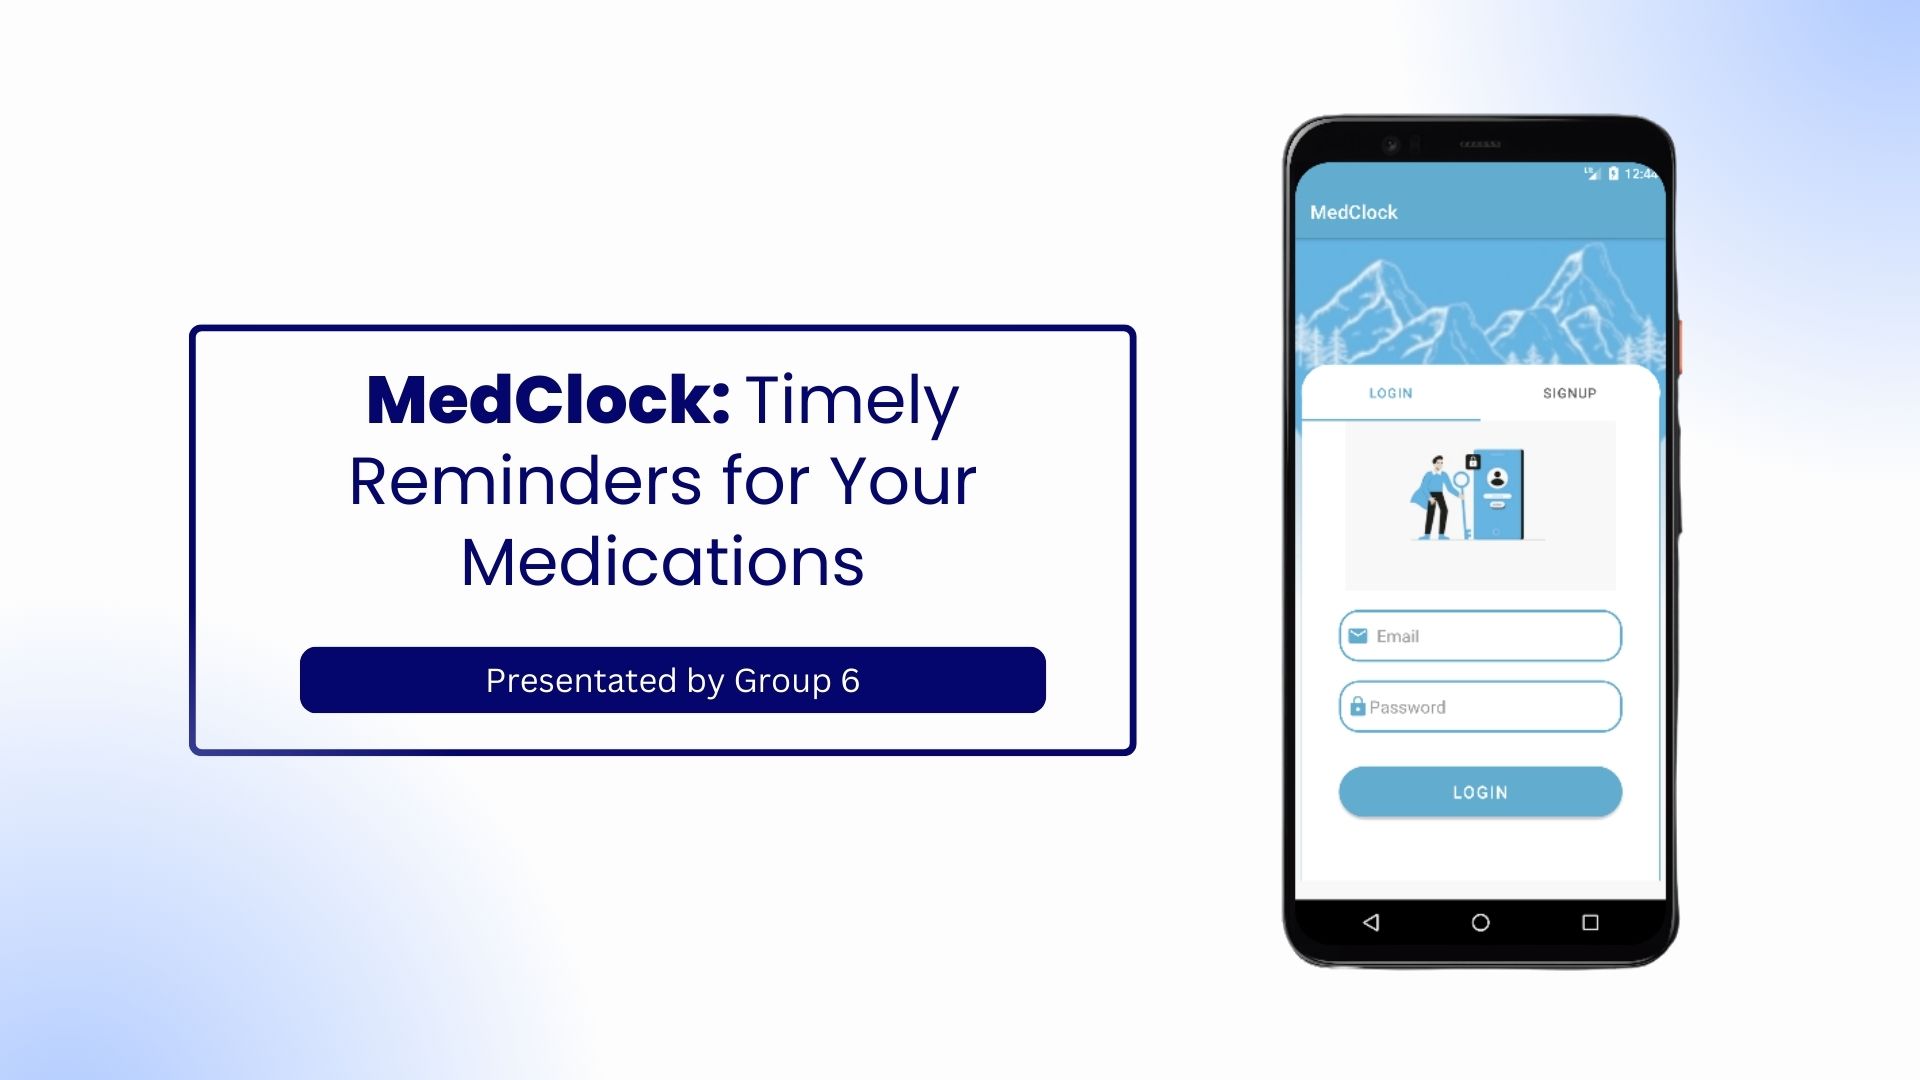 MedClock: Timely
Reminders for Your
Medications
Presentated by Group 6
12:44
MedClock
LOGIN
SIGNUP
Email
Password
LOGIN